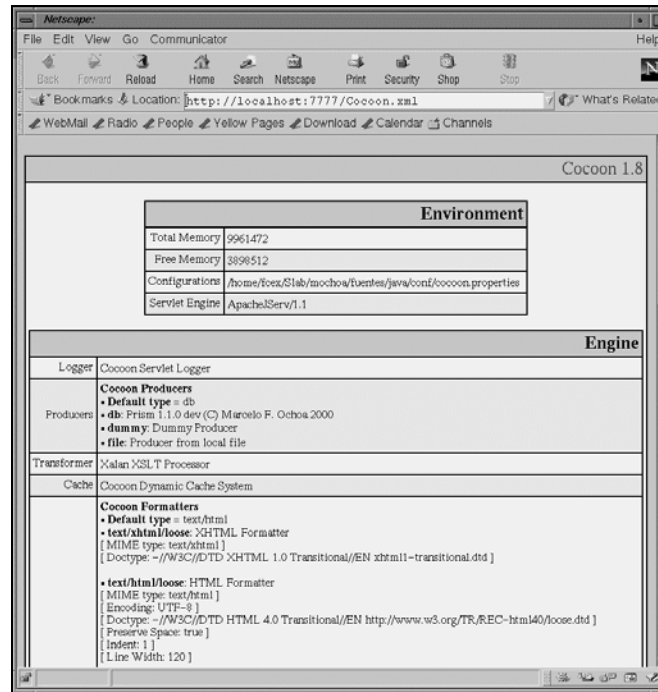 Netscape:
File Edit View Go Communicator Help
Back Forward Reload Home Search Netscape Print Security Shop Stop
N
Bookmarks Location: http://localhost:7777/Cocoon.xml What's Related
WebMail Radio People Yellow Pages Download Calendar Channels
Cocoon 1.8
Environment
Total Memory 9961472
Free Memory 3898512
Configurations /home/fcex/Slab/mochoa/fuentes/java/conf/cocoon.properties
Servlet Engine ApacheJServ/1.1
Engine
Logger Cocoon Servlet Logger
Cocoon Producers
• Default type = db
Producers • db: Prism 1.1.0 dev (C) Marcelo F. Ochoa 2000
• dummy: Dummy Producer
• file: Producer from local file
Transformer Xalan XSLT Processor
Cache Cocoon Dynamic Cache System
Cocoon Formatters
• Default type = text/html
• text/xhtml/loose: XHTML Formatter
[ MIME type: text/xhtml ]
[ Doctype: -//W3C//DTD XHTML 1.0 Transitional//EN xhtml1-transitional.dtd ]
• text/html/loose: HTML Formatter
[ MIME type: text/html ]
[ Encoding: UTF-8 ]
[ Doctype: -//W3C//DTD HTML 4.0 Transitional//EN http://www.w3.org/TR/REC-html40/loose.dtd ]
[ Preserve Space: true ]
[ Indent: 1 ]
[ Line Width: 120 ]